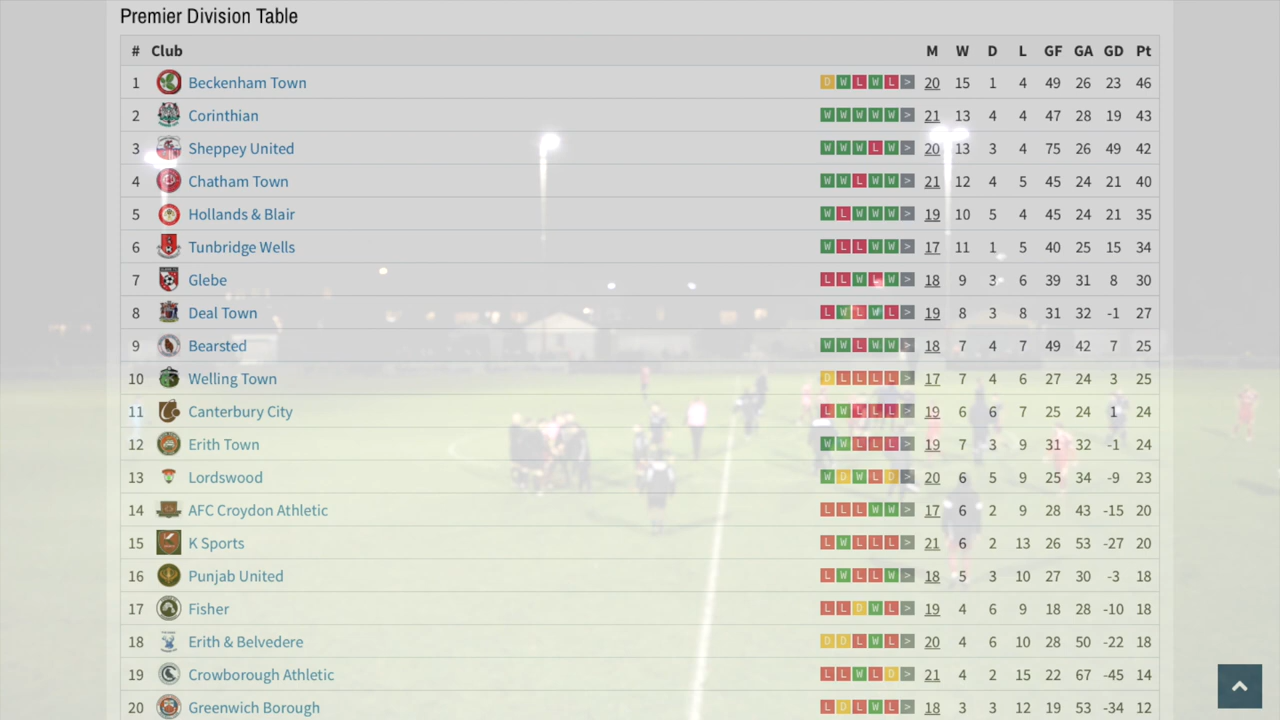 Premier Division Table
# Club M W D L GF GA GD Pt
1 Beckenham Town D W L W L > 20 15 1 4 49 26 23 46
2 Corinthian W W W W W > 21 13 4 4 47 28 19 43
3 Sheppey United W W W L W > 20 13 3 4 75 26 49 42
4 Chatham Town W W L W W > 21 12 4 5 45 24 21 40
5 Hollands & Blair W L W W W > 19 10 5 4 45 24 21 35
6 Tunbridge Wells W L L W W > 17 11 1 5 40 25 15 34
7 Glebe L L W L W > 18 9 3 6 39 31 8 30
8 Deal Town L W L W L > 19 8 3 8 31 32 -1 27
9 Bearsted W W L W W > 18 7 4 7 49 42 7 25
10 Welling Town D L L L L > 17 7 4 6 27 24 3 25
11 Canterbury City L W L L L > 19 6 6 7 25 24 1 24
12 Erith Town W W L L L > 19 7 3 9 31 32 -1 24
3 Lordswood W D W L D > 20 6 5 9 25 34 -9 23
14 AFC Croydon Athletic L L L W W > 17 6 2 9 28 43 -15 20
15 K Sports L W L L L > 21 6 2 13 26 53 -27 20
16 Punjab United L W L L W > 18 5 3 10 27 30 -3 18
17 Fisher L L D W L > 19 4 6 9 18 28 -10 18
18 Erith & Belvedere D D L W L > 20 4 6 10 28 50 -22 18
19 Crowborough Athletic L L W L D > 21 4 2 15 22 67 -45 14
20 Greenwich Borough L D L W L > 18 3 3 12 19 53 -34 12